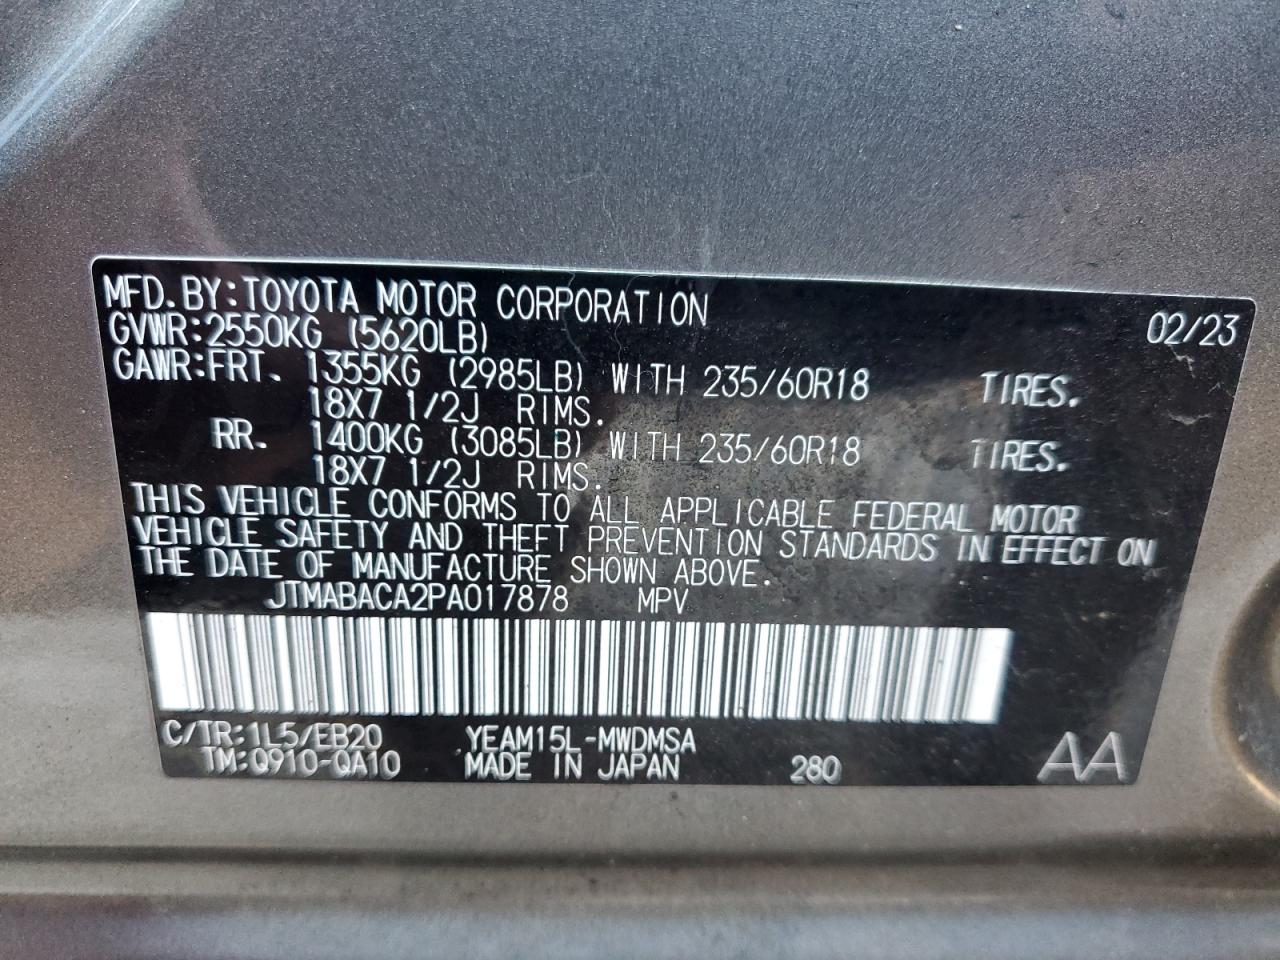 MFD.BY:TOYOTA MOTOR CORPORATION 02/23
GVWR:2550KG (5620LB)
GAWR:FRT. 1355KG (2985LB) WITH 235/60R18 TIRES.
18X7 1/2J RIMS.
RR. 1400KG (3085LB) WITH 235/60R18 TIRES.
18X7 1/2J RIMS.
THIS VEHICLE CONFORMS TO ALL APPLICABLE FEDERAL MOTOR
VEHICLE SAFETY AND THEFT PREVENTION STANDARDS IN EFFECT ON
THE DATE OF MANUFACTURE SHOWN ABOVE.
JTMABACA2PA017878 MPV
C/TR:1L5/EB20 YEAM15L-MWDMSA
TM:Q910-QA10 MADE IN JAPAN 280 AA